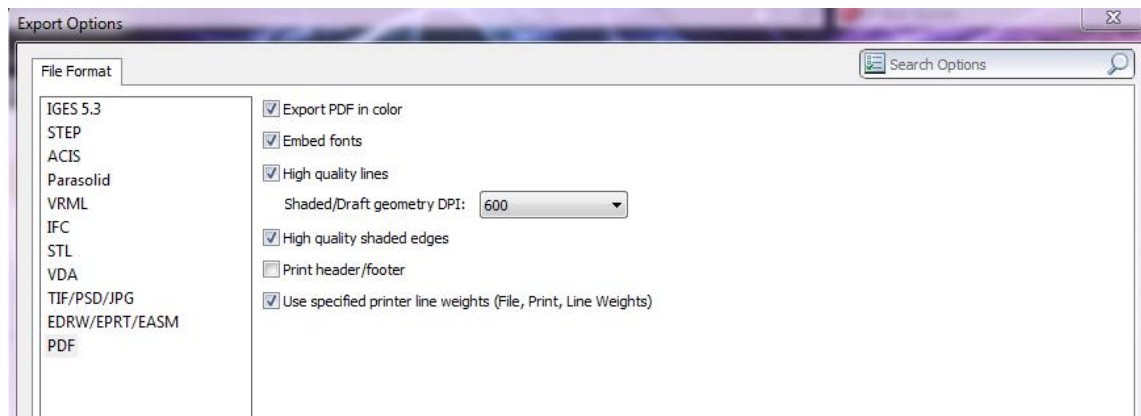 Export Options
File Format
Search Options
IGES 5.3
STEP
ACIS
Parasolid
VRML
IFC
STL
VDA
TIF/PSD/JPG
EDRW/EPRT/EASM
PDF
Export PDF in color
Embed fonts
High quality lines
Shaded/Draft geometry DPI: 600
High quality shaded edges
Print header/footer
Use specified printer line weights (File, Print, Line Weights)